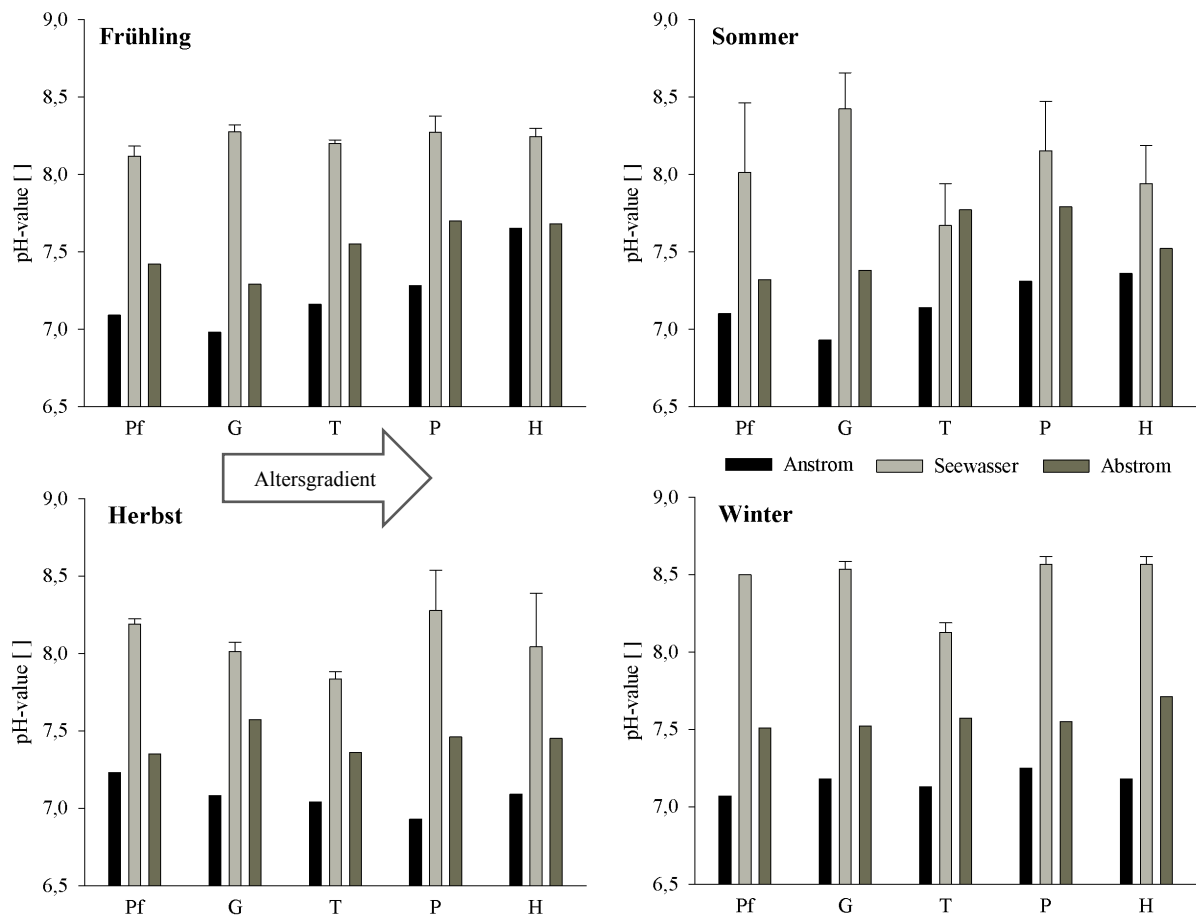 Frühling
pH-value [ ]
9,0
8,5
8,0
7,5
7,0
6,5
Pf G T P H
Sommer
pH-value [ ]
9,0
8,5
8,0
7,5
7,0
6,5
Pf G T P H
Altersgradient
Anstrom Seewasser Abstrom
Herbst
pH-value [ ]
9,0
8,5
8,0
7,5
7,0
6,5
Pf G T P H
Winter
pH-value [ ]
9,0
8,5
8,0
7,5
7,0
6,5
Pf G T P H